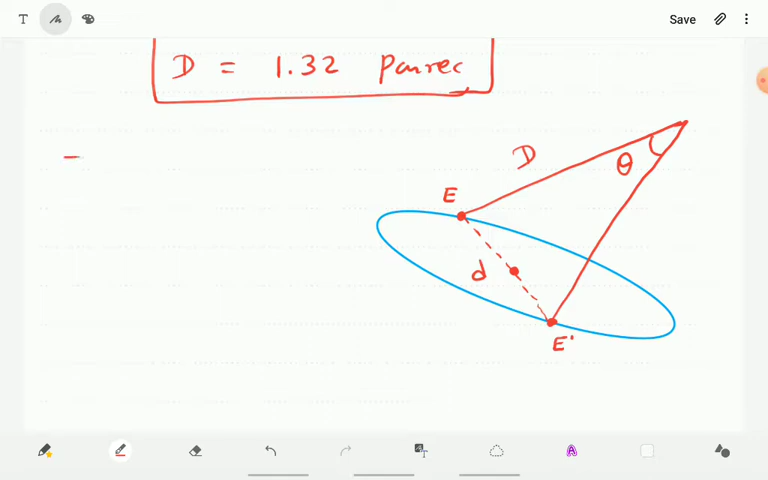 Save
D = 1.32 Parsec
D
θ
E
d
E'